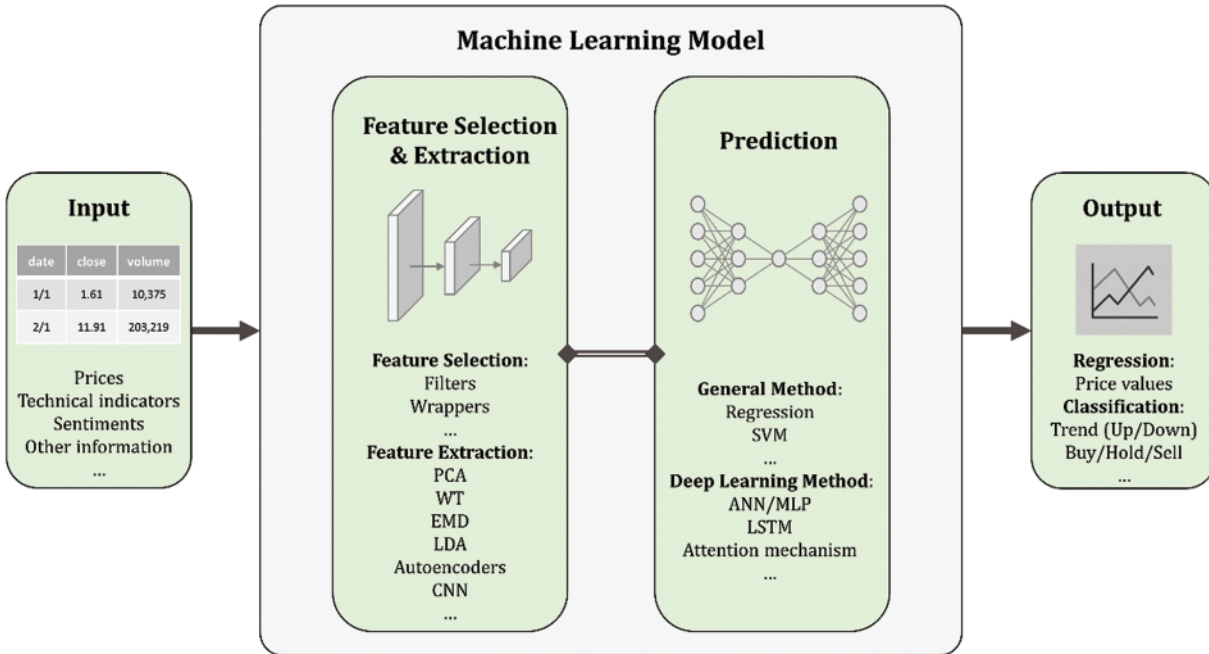 Machine Learning Model
Input
date close volume
1/1 1.61 10,375
2/1 11.91 203,219
Prices
Technical indicators
Sentiments
Other information
...
Feature Selection
& Extraction
Feature Selection:
Filters
Wrappers
...
Feature Extraction:
PCA
WT
EMD
LDA
Autoencoders
CNN
...
Prediction
General Method:
Regression
SVM
...
Deep Learning Method:
ANN/MLP
LSTM
Attention mechanism
...
Output
Regression:
Price values
Classification:
Trend (Up/Down)
Buy/Hold/Sell
...